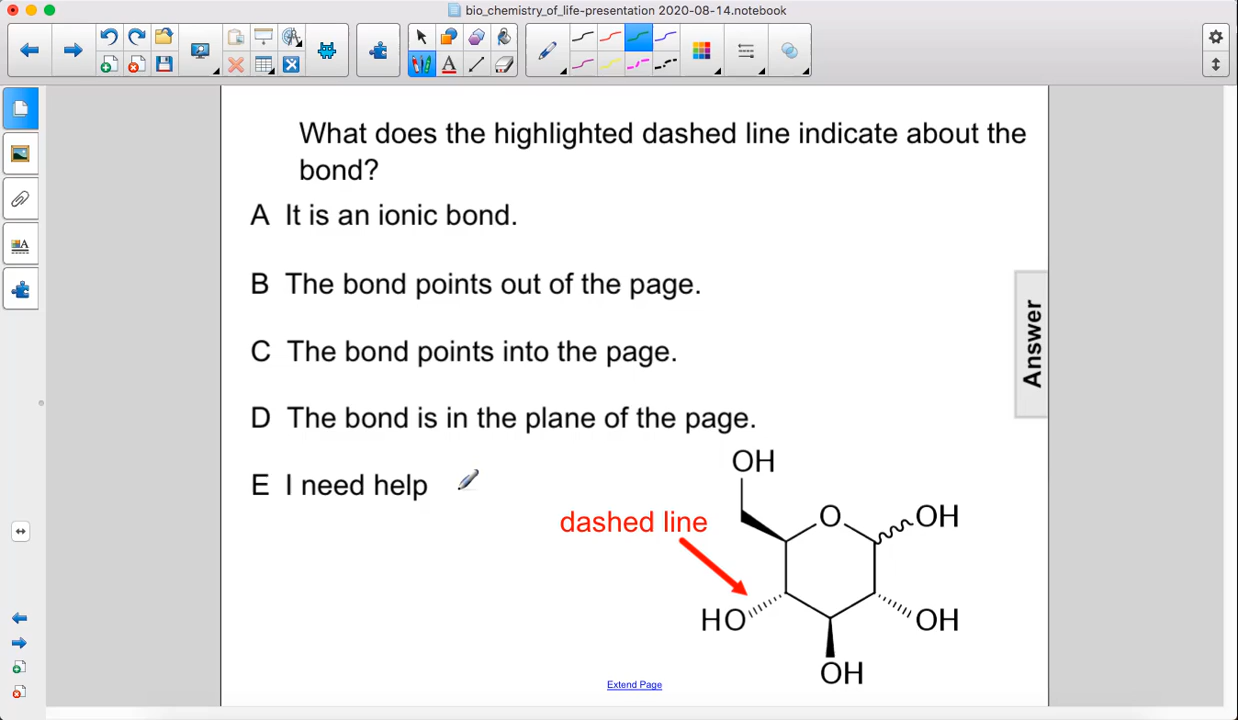 bio_chemistry_of_life-presentation 2020-08-14.notebook
What does the highlighted dashed line indicate about the
bond?
A It is an ionic bond.
B The bond points out of the page.
C The bond points into the page.
D The bond is in the plane of the page.
E I need help
Answer
dashed line
OH
O
OH
HO
OH
OH
Extend Page